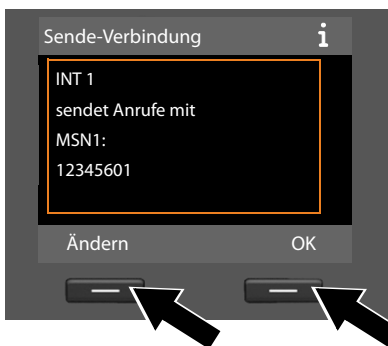 Sende-Verbindung i
INT 1
sendet Anrufe mit
MSN1:
12345601
Ändern OK